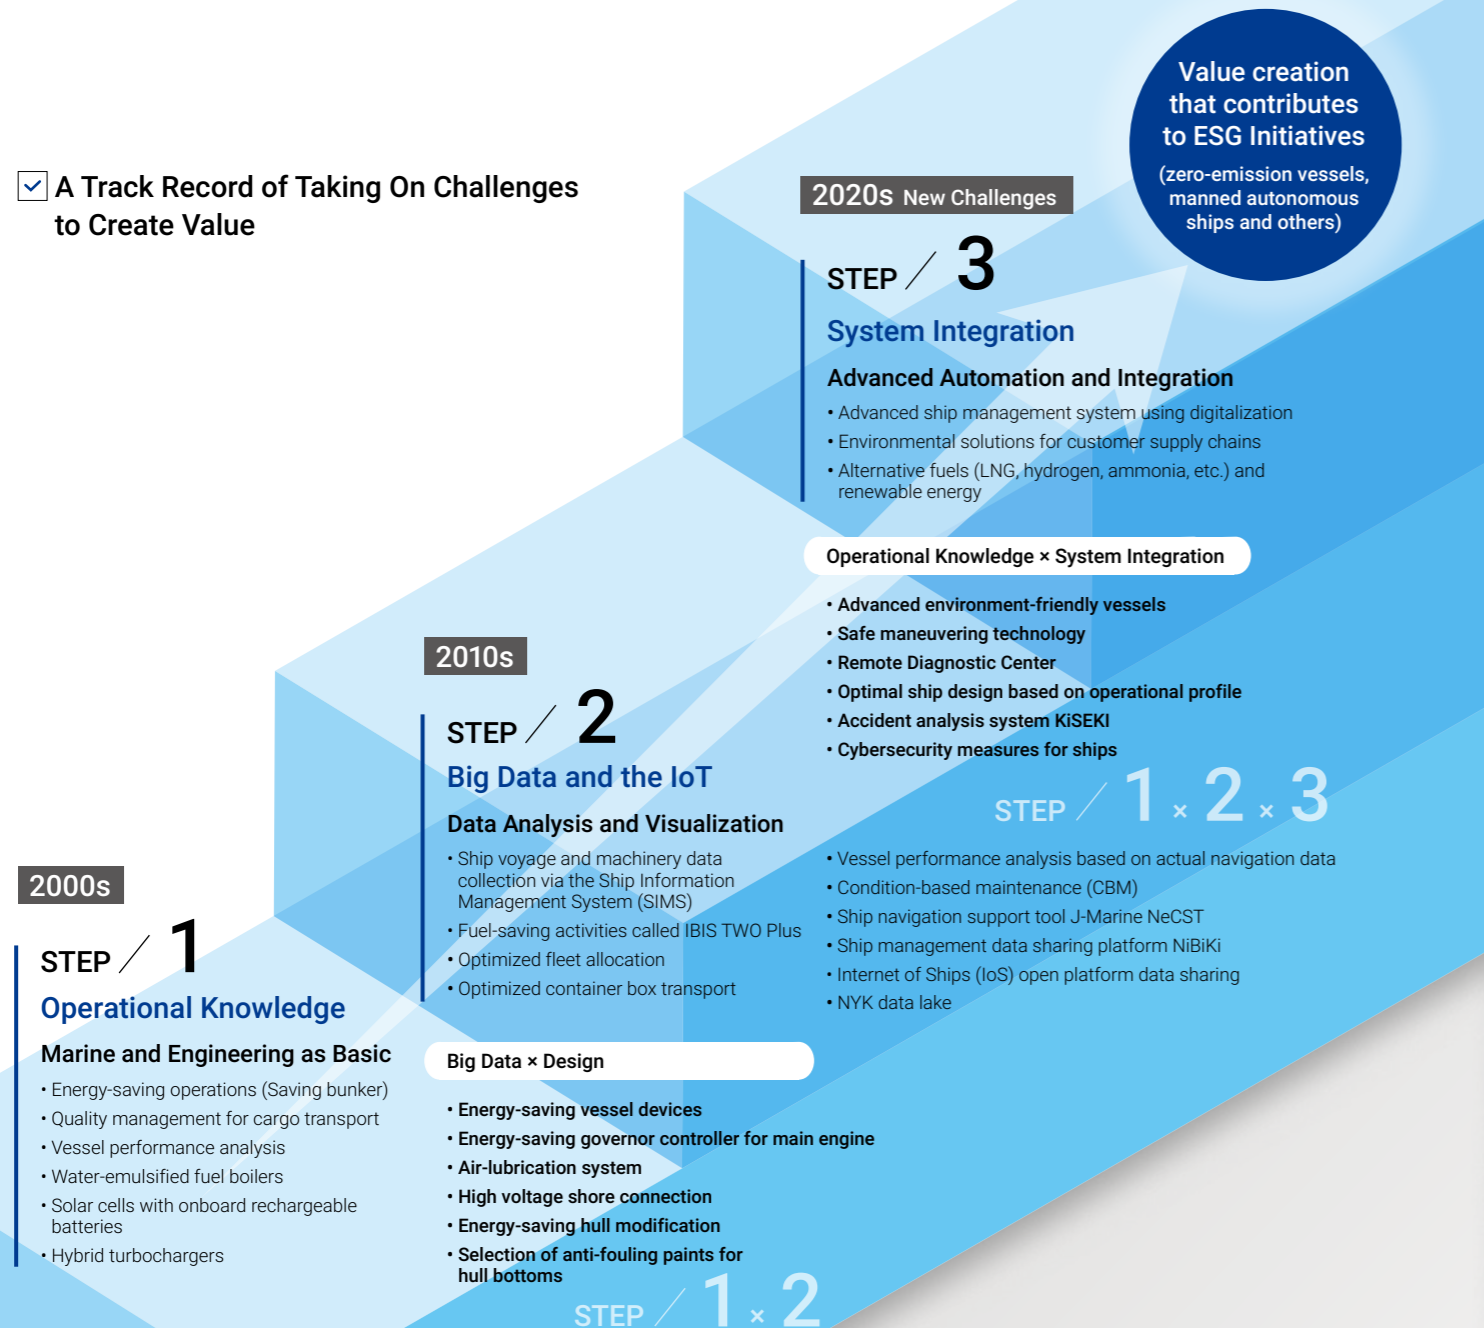 A Track Record of Taking On Challenges
to Create Value
Value creation
that contributes
to ESG Initiatives
(zero-emission vessels,
manned autonomous
ships and others)
2020s New Challenges
STEP / 3
System Integration
Advanced Automation and Integration
• Advanced ship management system using digitalization
• Environmental solutions for customer supply chains
• Alternative fuels (LNG, hydrogen, ammonia, etc.) and
renewable energy
Operational Knowledge × System Integration
• Advanced environment-friendly vessels
• Safe maneuvering technology
• Remote Diagnostic Center
• Optimal ship design based on operational profile
• Accident analysis system KiSEKI
• Cybersecurity measures for ships
STEP / 1 × 2 × 3
• Vessel performance analysis based on actual navigation data
• Condition-based maintenance (CBM)
• Ship navigation support tool J-Marine NeCST
• Ship management data sharing platform NiBiKi
• Internet of Ships (IoS) open platform data sharing
• NYK data lake
2010s
STEP / 2
Big Data and the IoT
Data Analysis and Visualization
• Ship voyage and machinery data
collection via the Ship Information
Management System (SIMS)
• Fuel-saving activities called IBIS TWO Plus
• Optimized fleet allocation
• Optimized container box transport
Big Data × Design
• Energy-saving vessel devices
• Energy-saving governor controller for main engine
• Air-lubrication system
• High voltage shore connection
• Energy-saving hull modification
• Selection of anti-fouling paints for
hull bottoms
STEP / 1 × 2
2000s
STEP / 1
Operational Knowledge
Marine and Engineering as Basic
• Energy-saving operations (Saving bunker)
• Quality management for cargo transport
• Vessel performance analysis
• Water-emulsified fuel boilers
• Solar cells with onboard rechargeable
batteries
• Hybrid turbochargers